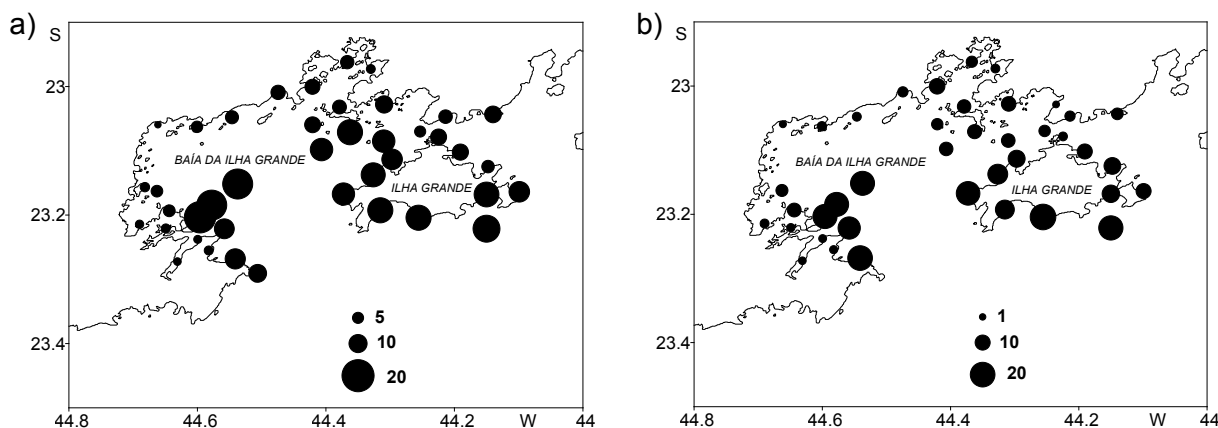 a)
S
23
BAÍA DA ILHA GRANDE
ILHA GRANDE
23.2
5
10
23.4
20
44.8
44.6
44.4
44.2
W
44
b)
S
23
BAÍA DA ILHA GRANDE
ILHA GRANDE
23.2
1
10
23.4
20
44.8
44.6
44.4
44.2
W
44